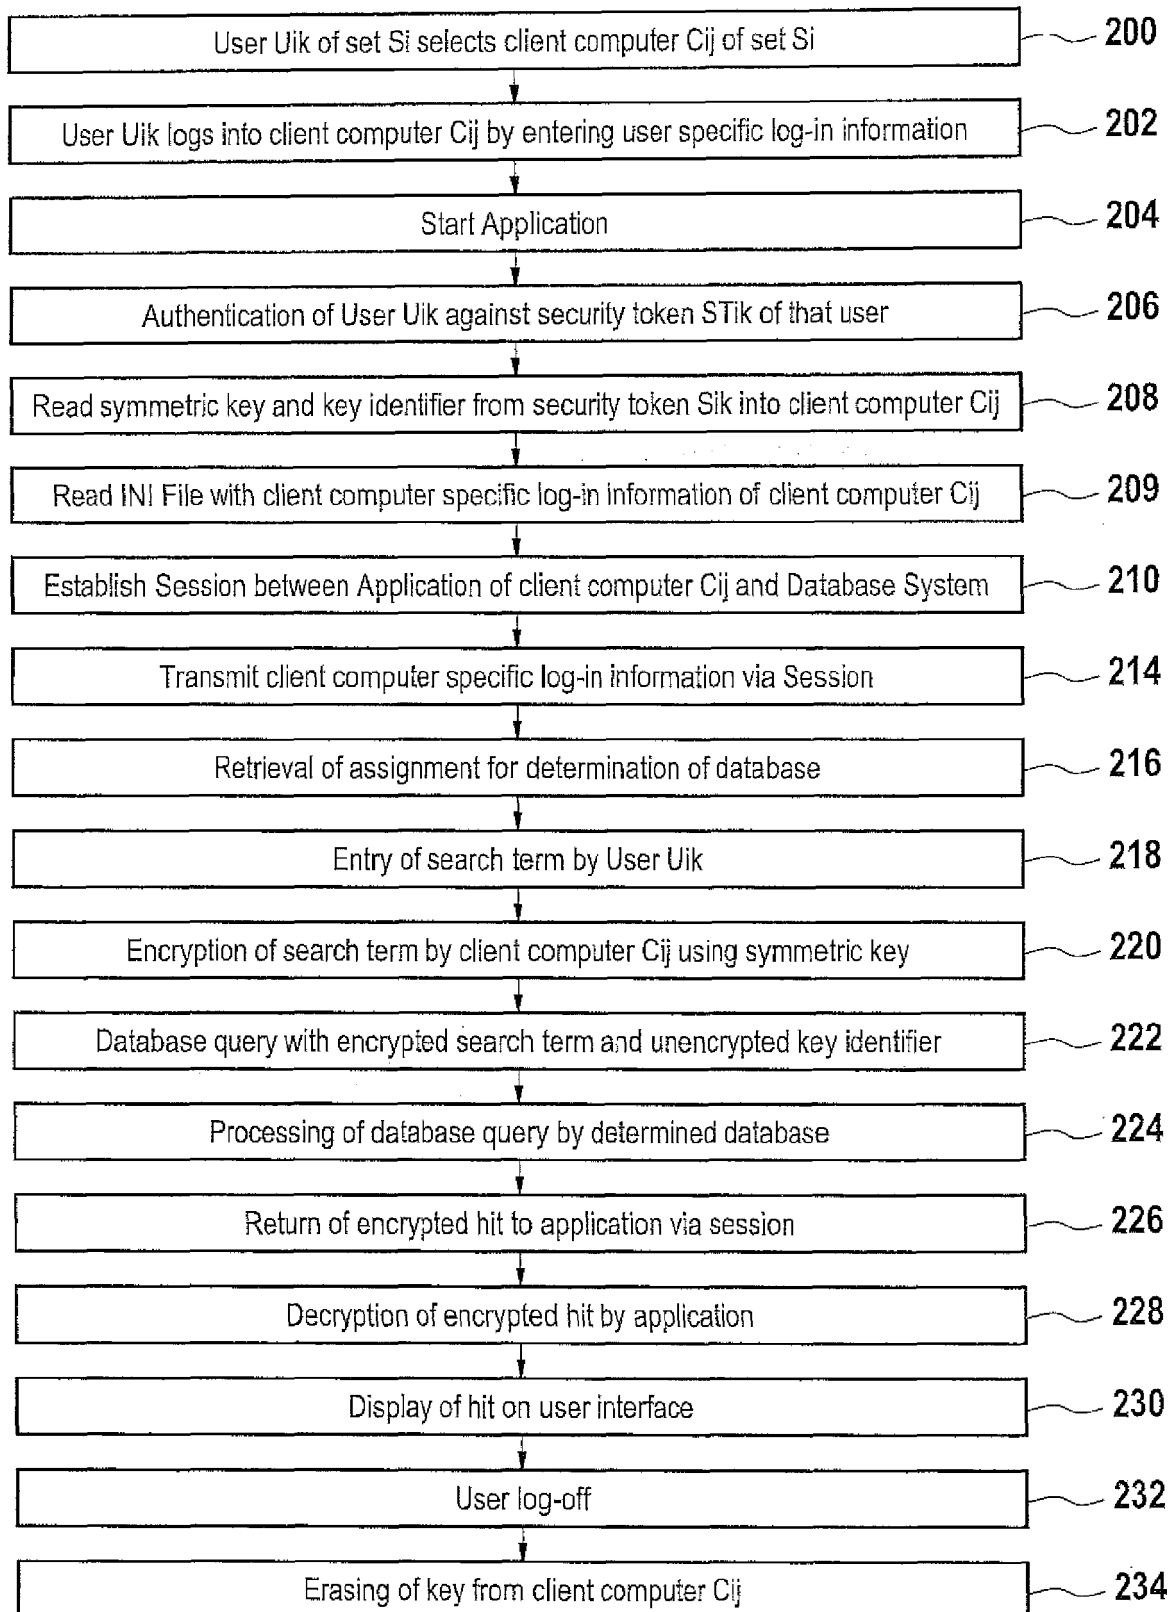 User Uik of set Si selects client computer Cij of set Si 200
User Uik logs into client computer Cij by entering user specific log-in information 202
Start Application 204
Authentication of User Uik against security token STik of that user 206
Read symmetric key and key identifier from security token Sik into client computer Cij 208
Read INI File with client computer specific log-in information of client computer Cij 209
Establish Session between Application of client computer Cij and Database System 210
Transmit client computer specific log-in information via Session 214
Retrieval of assignment for determination of database 216
Entry of search term by User Uik 218
Encryption of search term by client computer Cij using symmetric key 220
Database query with encrypted search term and unencrypted key identifier 222
Processing of database query by determined database 224
Return of encrypted hit to application via session 226
Decryption of encrypted hit by application 228
Display of hit on user interface 230
User log-off 232
Erasing of key from client computer Cij 234